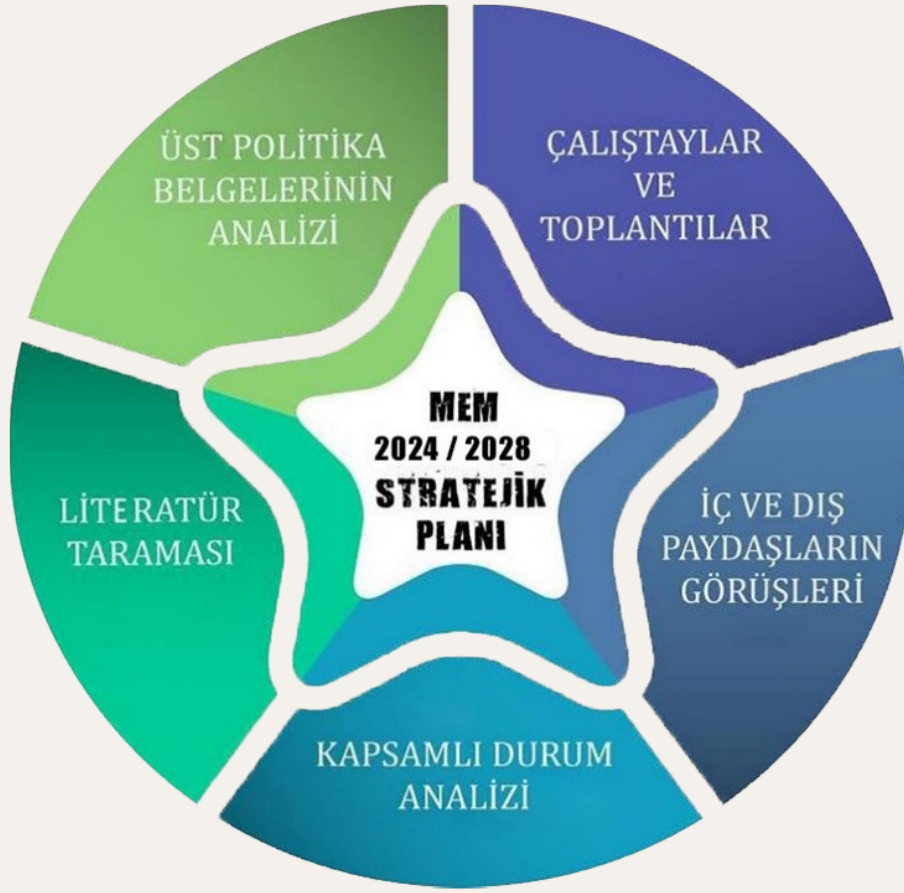 ÜST POLİTİKA
BELGELERİNİN
ANALİZİ
ÇALIŞTAYLAR
VE
TOPLANTILAR
İÇ VE DIŞ
PAYDAŞLARIN
GÖRÜŞLERİ
KAPSAMLI DURUM
ANALİZİ
LİTERATÜR
TARAMASI
MEM
2024 / 2028
STRATEJİK
PLANI